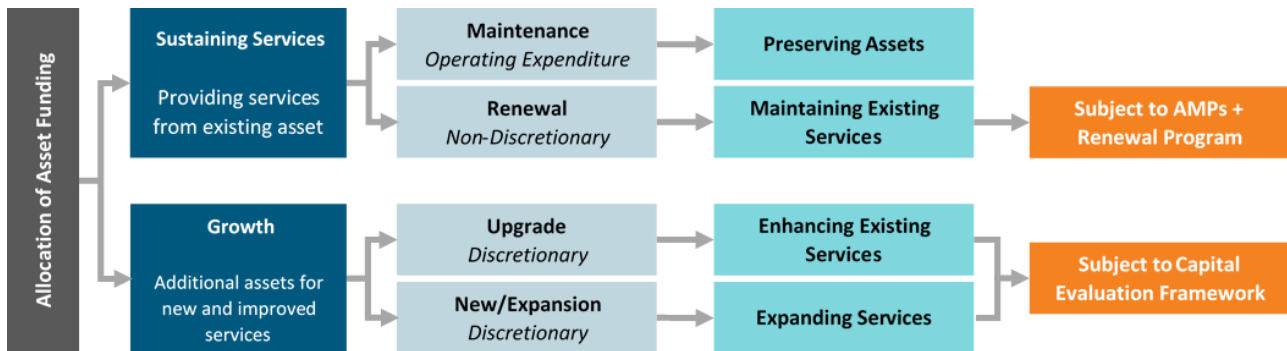 Allocation of Asset Funding
Sustaining Services
Providing services
from existing asset
Maintenance
Operating Expenditure
Preserving Assets
Renewal
Non-Discretionary
Maintaining Existing
Services
Subject to AMPs +
Renewal Program
Growth
Additional assets for
new and improved
services
Upgrade
Discretionary
Enhancing Existing
Services
New/Expansion
Discretionary
Expanding Services
Subject to Capital
Evaluation Framework